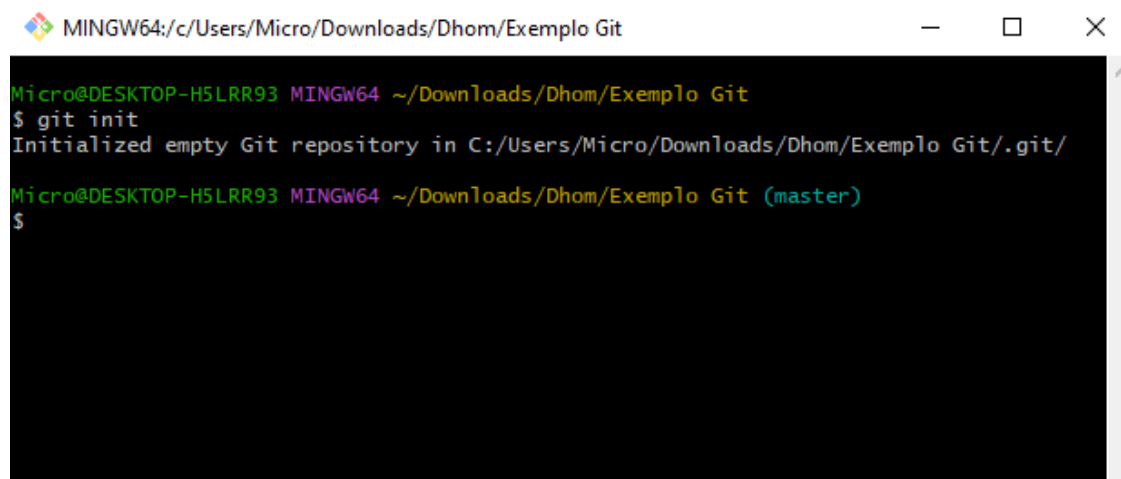 MINGW64:/c/Users/Micro/Downloads/Dhom/Exemplo Git
Micro@DESKTOP-H5LRR93 MINGW64 ~/Downloads/Dhom/Exemplo Git
$ git init
Initialized empty Git repository in C:/Users/Micro/Downloads/Dhom/Exemplo Git/.git/
Micro@DESKTOP-H5LRR93 MINGW64 ~/Downloads/Dhom/Exemplo Git (master)
$